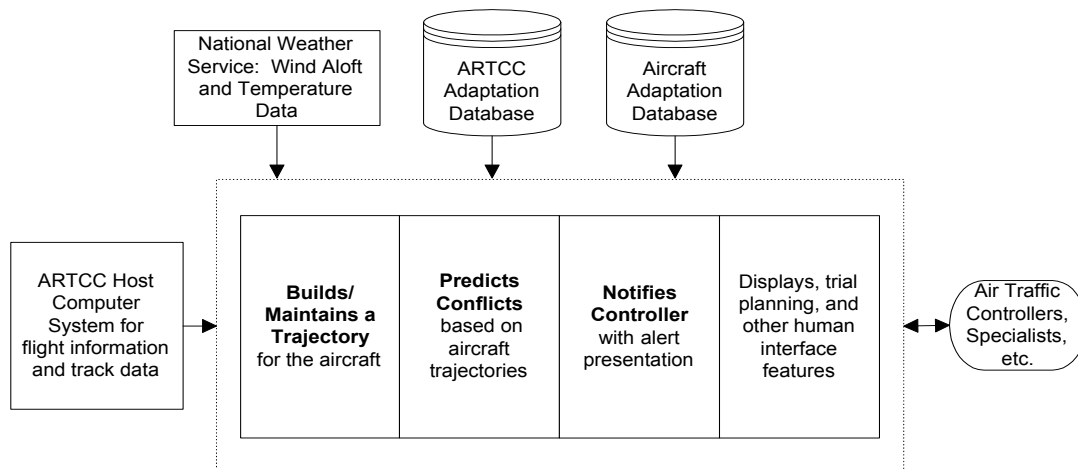 National Weather
Service:  Wind Aloft
and Temperature
Data
ARTCC
Adaptation
Database
Aircraft
Adaptation
Database
ARTCC Host
Computer
System for
flight information
and track data
Builds/
Maintains a
Trajectory
for the aircraft
Predicts
Conflicts
based on
aircraft
trajectories
Notifies
Controller
with alert
presentation
Displays, trial
planning, and
other human
interface
features
Air Traffic
Controllers,
Specialists,
etc.